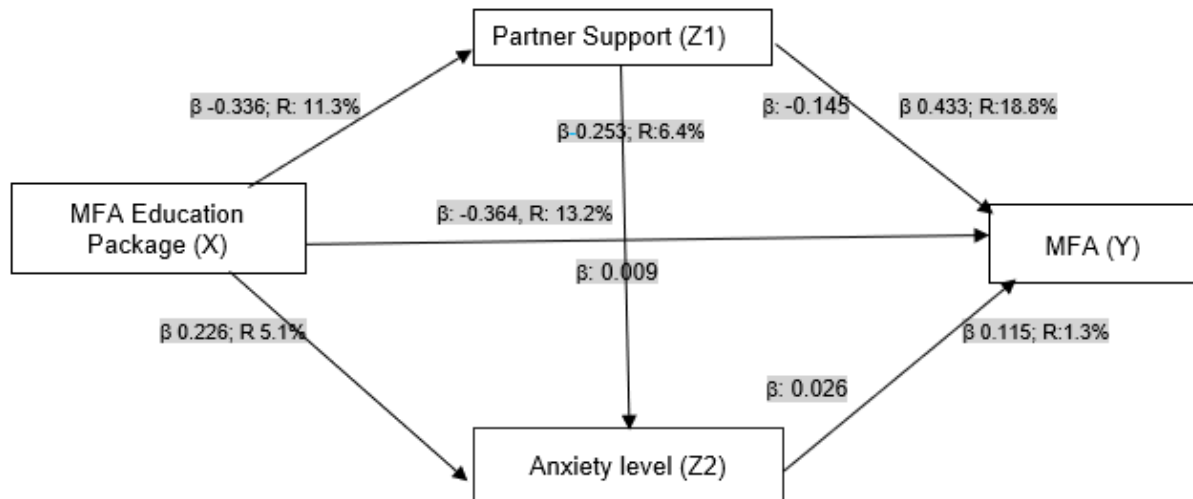 Partner Support (Z1)
β -0.336; R: 11.3%
β: -0.145
β 0.433; R:18.8%
β-0.253; R:6.4%
MFA Education
Package (X)
β: -0.364, R: 13.2%
MFA (Y)
β: 0.009
β 0.226; R 5.1%
β 0.115; R:1.3%
β: 0.026
Anxiety level (Z2)